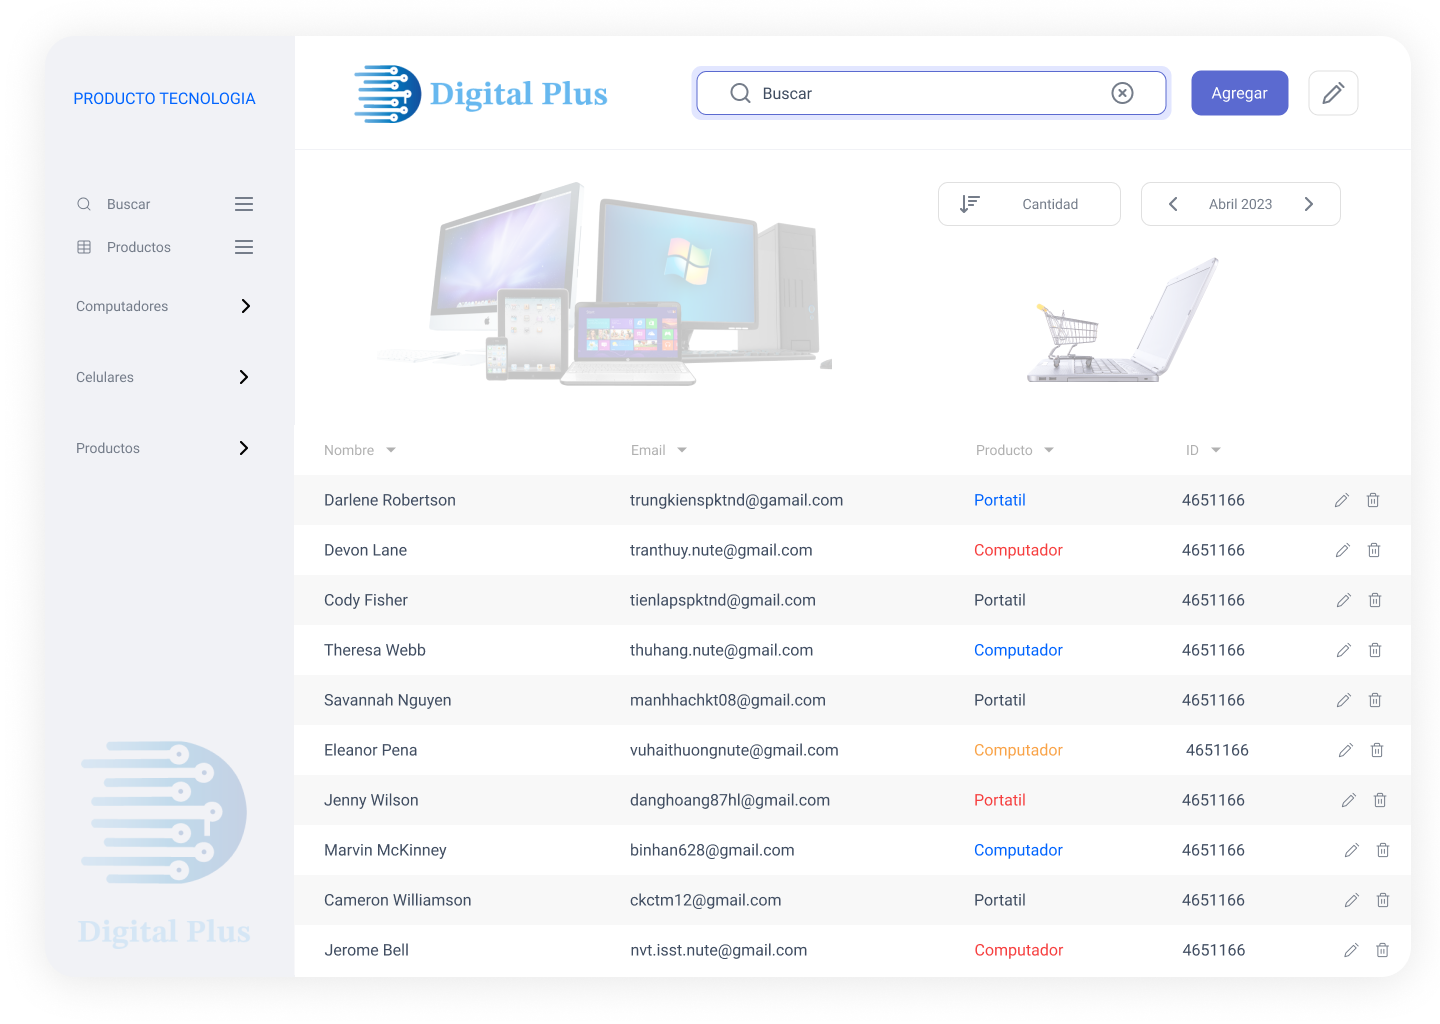 PRODUCTO TECNOLOGIA
Digital Plus
Buscar
Agregar
Buscar
Productos
Computadores
Celulares
Productos
Cantidad
Abril 2023
Nombre Email Producto ID
Darlene Robertson trungkienspktnd@gamail.com Portatil 4651166
Devon Lane tranthuy.nute@gmail.com Computador 4651166
Cody Fisher tienlapspktnd@gmail.com Portatil 4651166
Theresa Webb thuhang.nute@gmail.com Computador 4651166
Savannah Nguyen manhhachkt08@gmail.com Portatil 4651166
Eleanor Pena vuhaithuongnute@gmail.com Computador 4651166
Jenny Wilson danghoang87hl@gmail.com Portatil 4651166
Marvin McKinney binhan628@gmail.com Computador 4651166
Cameron Williamson ckctm12@gmail.com Portatil 4651166
Jerome Bell nvt.isst.nute@gmail.com Computador 4651166
Digital Plus